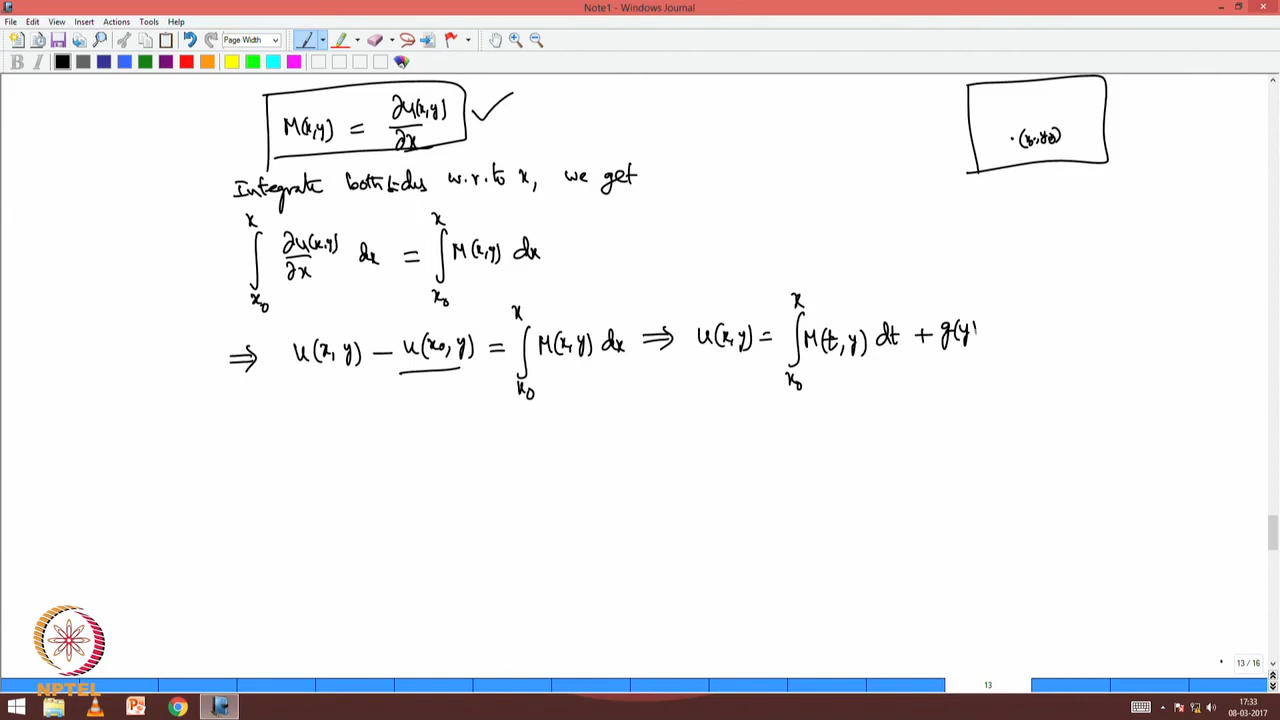 Note1 - Windows Journal
File Edit View Insert Actions Tools Help
Page Width
B I
M(x,y) = ∂u(x,y)/∂x ✓
Integrate both sides w.r.to x, we get
∫_{x₀}^{x} ∂u(x,y)/∂x dx = ∫_{x₀}^{x} M(x,y) dx
⇒ u(x,y) − u(x₀,y) = ∫_{x₀}^{x} M(x,y) dx ⇒ u(x,y) = ∫_{x₀}^{x} M(t,y) dt + g(y
·(x₀,y₀)
13 / 16
13
NPTEL
17:33
08-03-2017